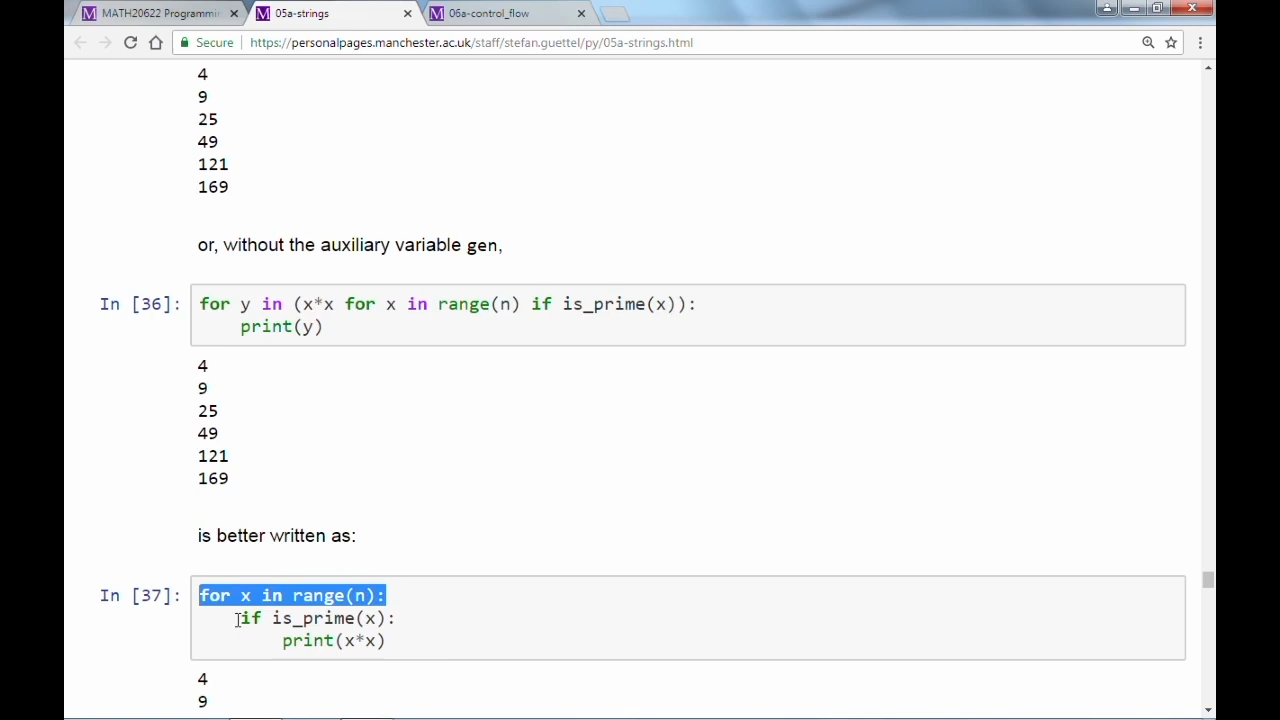 MATH20622 Programmin
05a-strings
06a-control_flow
Secure
https://personalpages.manchester.ac.uk/staff/stefan.guettel/py/05a-strings.html
4
9
25
49
121
169
or, without the auxiliary variable gen,
In [36]: for y in (x*x for x in range(n) if is_prime(x)):
print(y)
4
9
25
49
121
169
is better written as:
In [37]: for x in range(n):
if is_prime(x):
print(x*x)
4
9